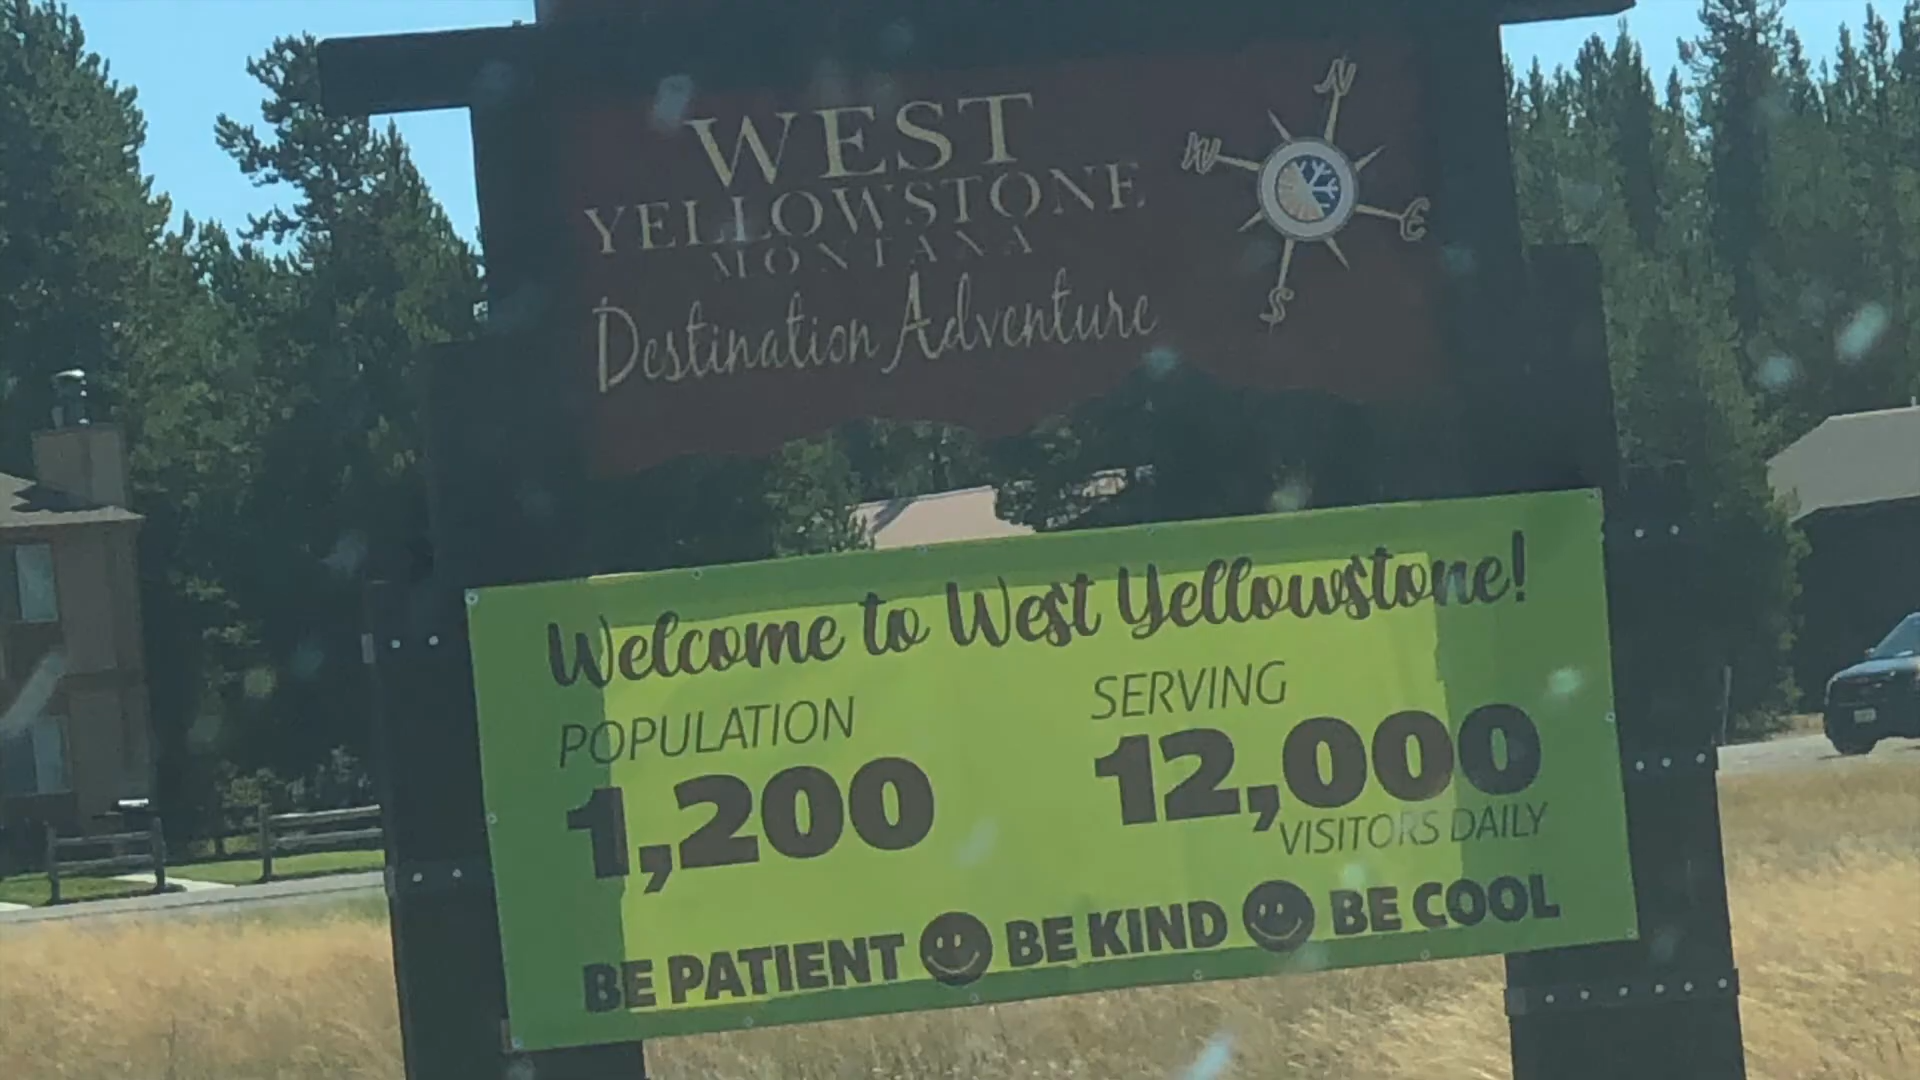 WEST
YELLOWSTONE
MONTANA
Destination Adventure
N
W
E
S
Welcome to West Yellowstone!
POPULATION
1,200
SERVING
12,000
VISITORS DAILY
BE PATIENT BE KIND BE COOL